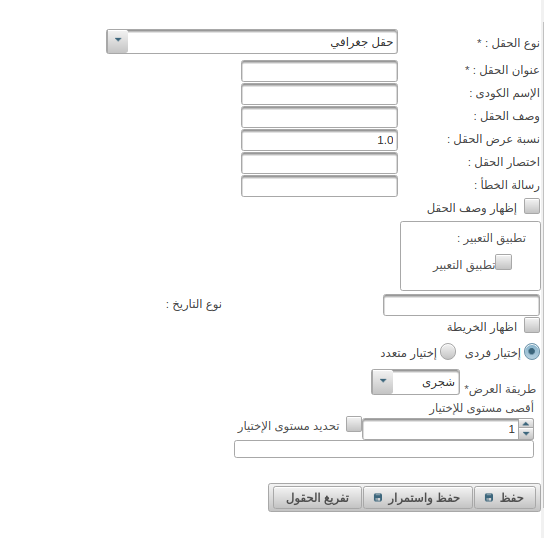 نوع الحقل : * حقل جغرافي
عنوان الحقل : *
الإسم الكودى :
وصف الحقل :
نسبة عرض الحقل : 1.0
اختصار الحقل :
رسالة الخطأ :
إظهار وصف الحقل
تطبيق التعبير :
تطبيق التعبير
نوع التاريخ :
اظهار الخريطة
إختيار فردى إختيار متعدد
طريقة العرض* شجرى
أقصى مستوى للإختيار
1 تحديد مستوى الإختيار
حفظ حفظ واستمرار تفريغ الحقول